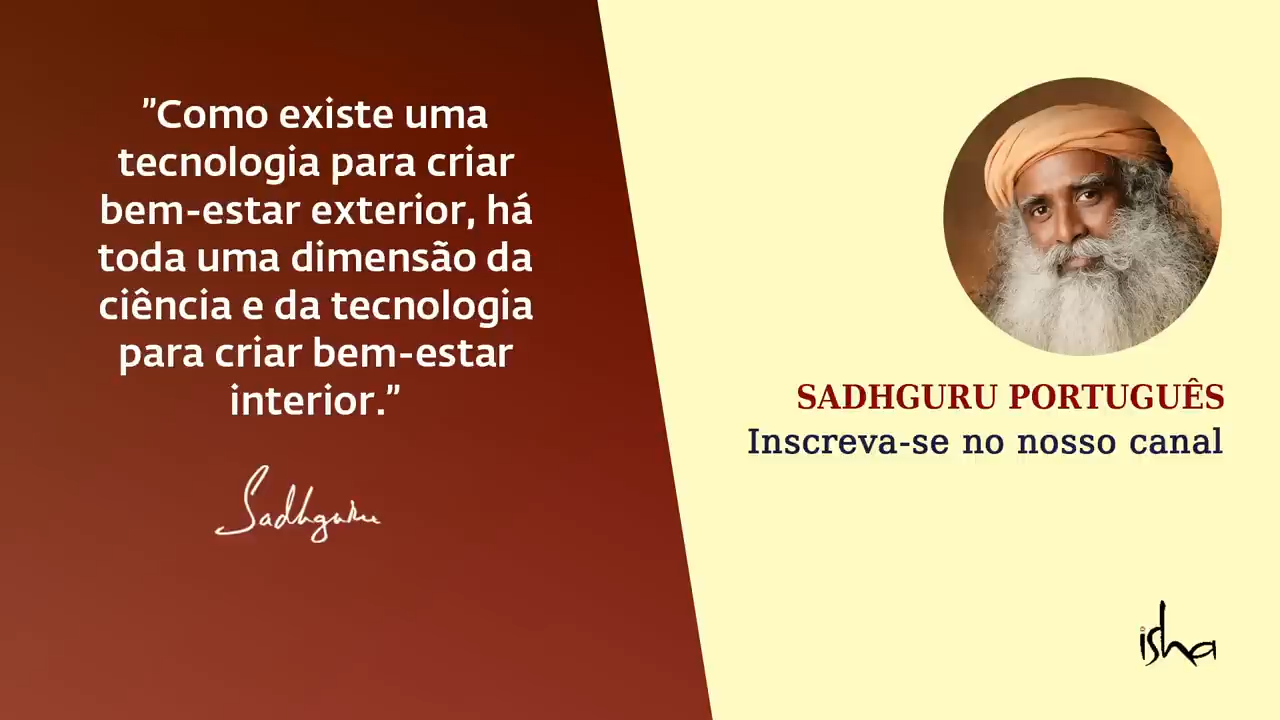 "Como existe uma
tecnologia para criar
bem-estar exterior, há
toda uma dimensão da
ciência e da tecnologia
para criar bem-estar
interior."
Sadhguru
SADHGURU PORTUGUÊS
Inscreva-se no nosso canal
isha